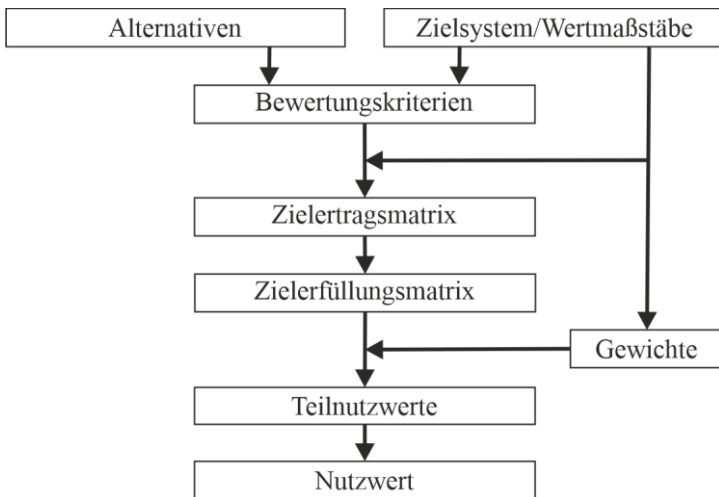 Alternativen
Zielsystem/Wertmaßstäbe
Bewertungskriterien
Zielertragsmatrix
Zielerfüllungsmatrix
Gewichte
Teilnutzwerte
Nutzwert